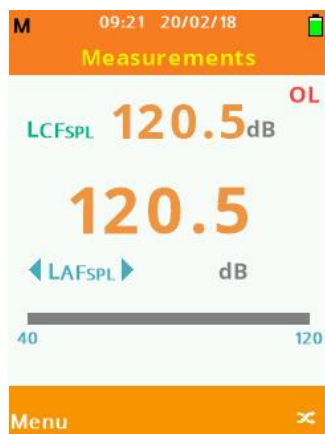 M 09:21 20/02/18
Measurements
OL
LCFSPL 120.5dB
120.5
LAFSPL dB
40 120
Menu